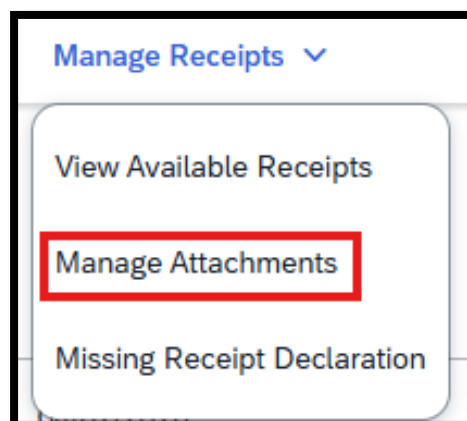 Manage Receipts
View Available Receipts
Manage Attachments
Missing Receipt Declaration